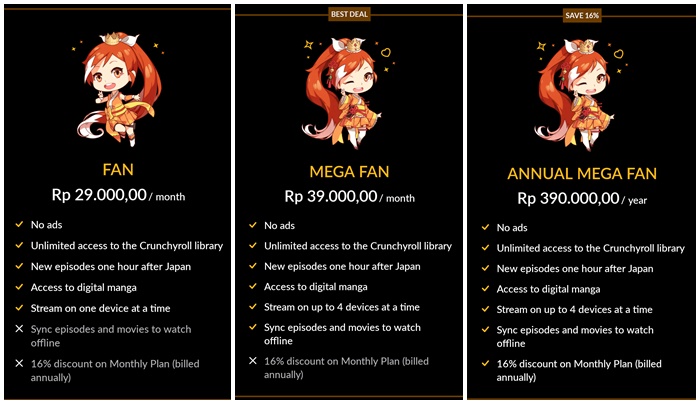 FAN
Rp 29.000,00 / month
No ads
Unlimited access to the Crunchyroll library
New episodes one hour after Japan
Access to digital manga
Stream on one device at a time
Sync episodes and movies to watch
offline
16% discount on Monthly Plan (billed
annually)
BEST DEAL
MEGA FAN
Rp 39.000,00 / month
No ads
Unlimited access to the Crunchyroll library
New episodes one hour after Japan
Access to digital manga
Stream on up to 4 devices at a time
Sync episodes and movies to watch
offline
16% discount on Monthly Plan (billed
annually)
SAVE 16%
ANNUAL MEGA FAN
Rp 390.000,00 / year
No ads
Unlimited access to the Crunchyroll library
New episodes one hour after Japan
Access to digital manga
Stream on up to 4 devices at a time
Sync episodes and movies to watch
offline
16% discount on Monthly Plan (billed
annually)